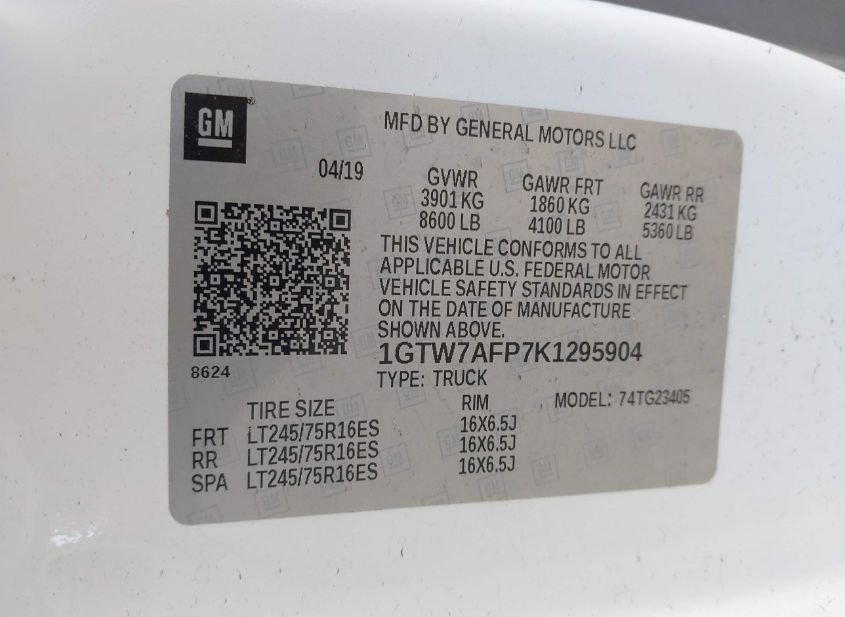 GM
MFD BY GENERAL MOTORS LLC
04/19
GVWR GAWR FRT GAWR RR
3901 KG 1860 KG 2431 KG
8600 LB 4100 LB 5360 LB
THIS VEHICLE CONFORMS TO ALL
APPLICABLE U.S. FEDERAL MOTOR
VEHICLE SAFETY STANDARDS IN EFFECT
ON THE DATE OF MANUFACTURE
SHOWN ABOVE.
1GTW7AFP7K1295904
8624
TYPE: TRUCK
MODEL: 74TG23405
TIRE SIZE RIM
FRT LT245/75R16ES 16X6.5J
RR LT245/75R16ES 16X6.5J
SPA LT245/75R16ES 16X6.5J